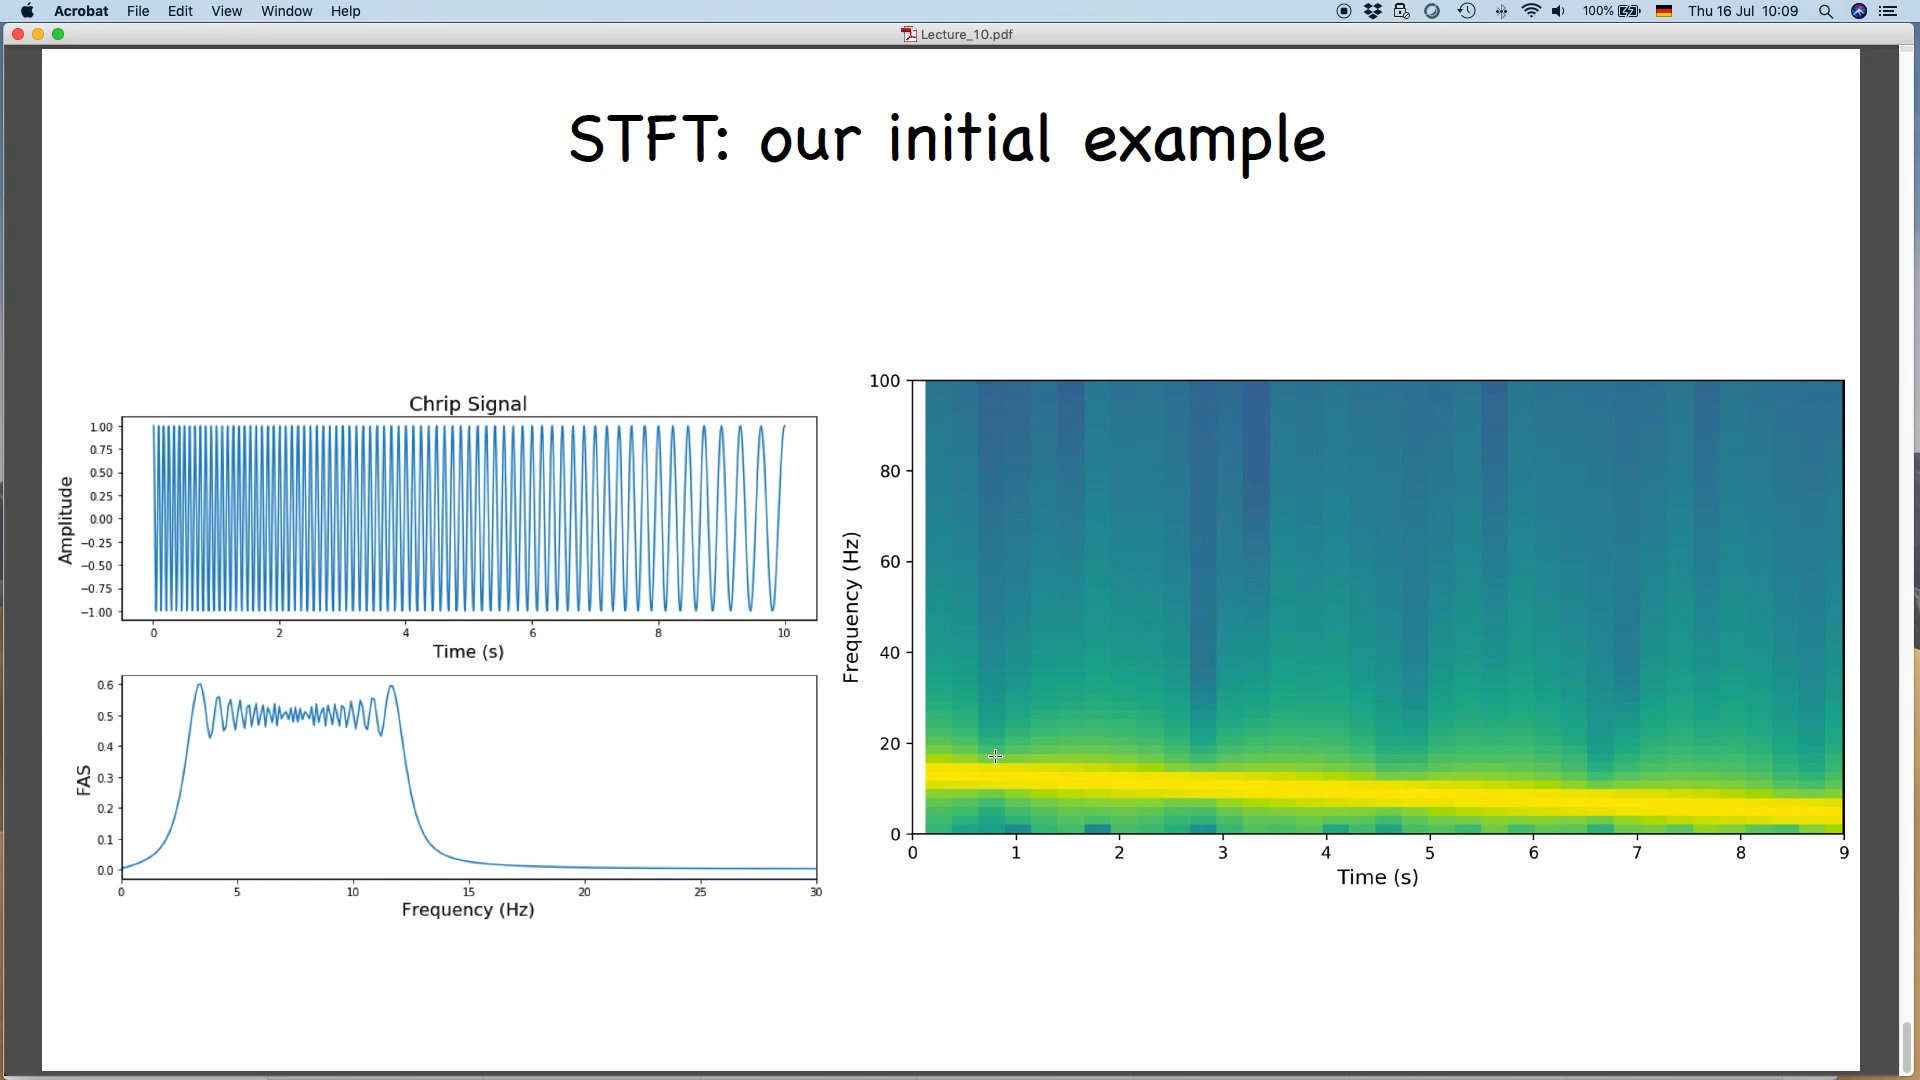 Acrobat File Edit View Window Help 100% Thu 16 Jul 10:09
Lecture_10.pdf
STFT: our initial example
Chrip Signal
Amplitude
1.00
0.75
0.50
0.25
0.00
−0.25
−0.50
−0.75
−1.00
0 2 4 6 8 10
Time (s)
FAS
0.6
0.5
0.4
0.3
0.2
0.1
0.0
0 5 10 15 20 25 30
Frequency (Hz)
Frequency (Hz)
100
80
60
40
20
0
0 1 2 3 4 5 6 7 8 9
Time (s)